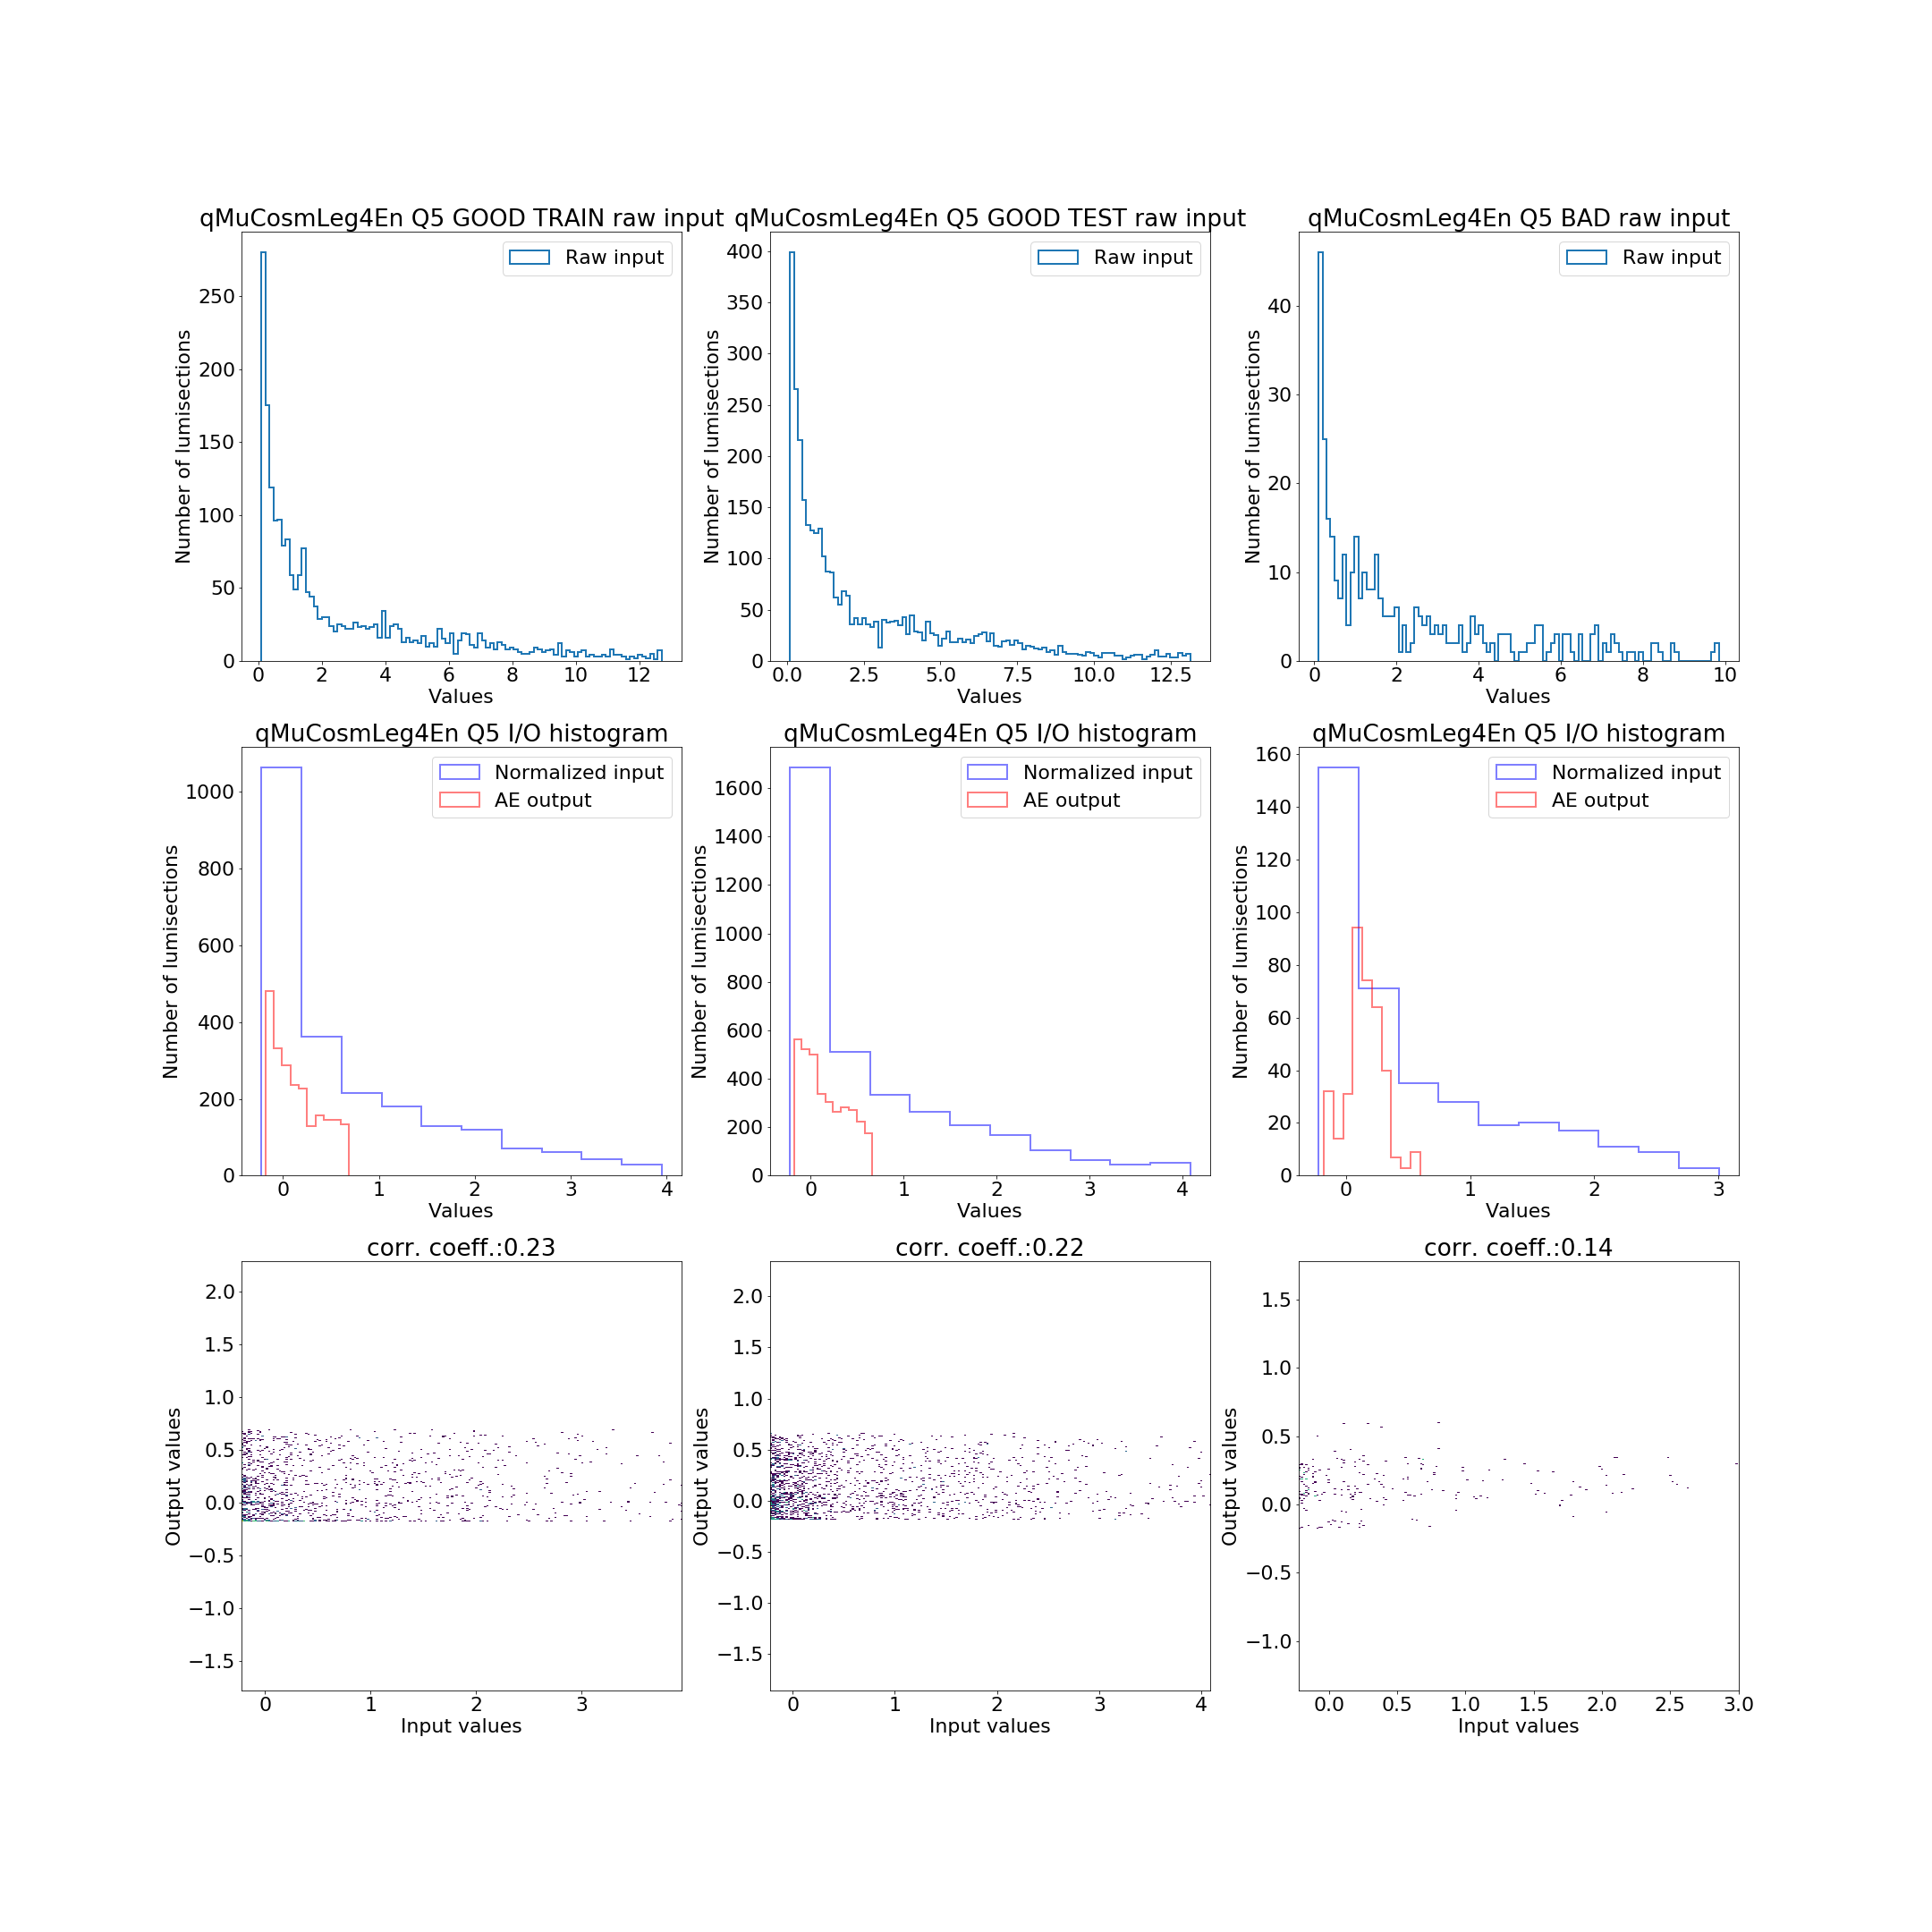 qMuCosmLeg4En Q5 GOOD TRAIN raw input
Number of lumisections
250
200
150
100
50
0
Raw input
0 2 4 6 8 10 12
Values
qMuCosmLeg4En Q5 GOOD TEST raw input
Number of lumisections
400
350
300
250
200
150
100
50
0
Raw input
0.0 2.5 5.0 7.5 10.0 12.5
Values
qMuCosmLeg4En Q5 BAD raw input
Number of lumisections
40
30
20
10
0
Raw input
0 2 4 6 8 10
Values
qMuCosmLeg4En Q5 I/O histogram
Number of lumisections
1000
800
600
400
200
0
Normalized input
AE output
0 1 2 3 4
Values
qMuCosmLeg4En Q5 I/O histogram
Number of lumisections
1600
1400
1200
1000
800
600
400
200
0
Normalized input
AE output
0 1 2 3 4
Values
qMuCosmLeg4En Q5 I/O histogram
Number of lumisections
160
140
120
100
80
60
40
20
0
Normalized input
AE output
0 1 2 3
Values
corr. coeff.:0.23
Output values
2.0
1.5
1.0
0.5
0.0
−0.5
−1.0
−1.5
0 1 2 3
Input values
corr. coeff.:0.22
Output values
2.0
1.5
1.0
0.5
0.0
−0.5
−1.0
−1.5
0 1 2 3 4
Input values
corr. coeff.:0.14
Output values
1.5
1.0
0.5
0.0
−0.5
−1.0
0.0 0.5 1.0 1.5 2.0 2.5 3.0
Input values